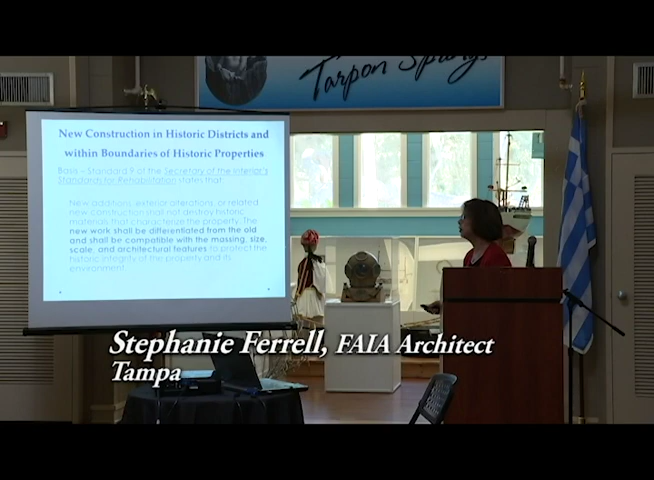 Tarpon Springs
New Construction in Historic Districts and
within Boundaries of Historic Properties
Basis – Standard 9 of the Secretary of the Interior's
Standards for Rehabilitation states that:
New additions, exterior alterations, or related
new construction shall not destroy historic
materials that characterize the property. The
new work shall be differentiated from the old
and shall be compatible with the massing, size,
scale, and architectural features to protect the
historic integrity of the property and its
environment.
Stephanie Ferrell, FAIA Architect
Tampa